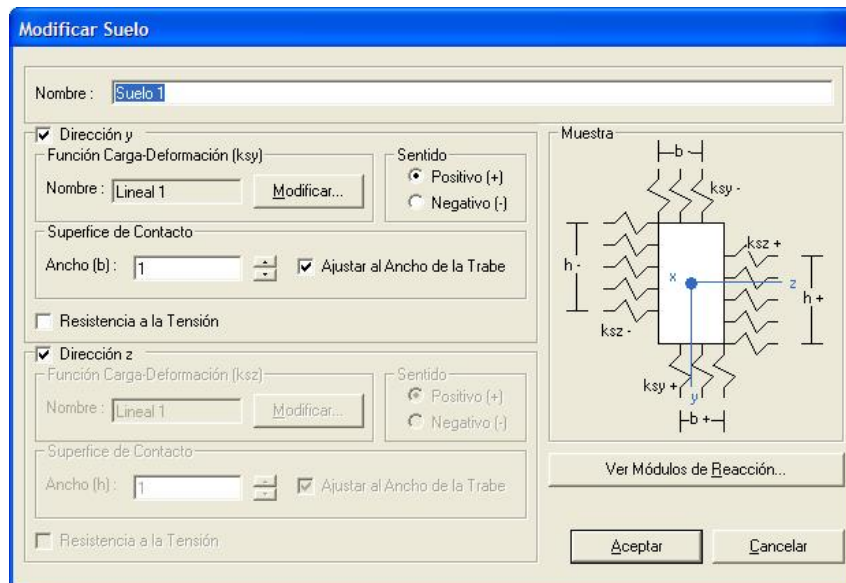 Modificar Suelo
Nombre : Suelo 1
Dirección y
Función Carga-Deformación (ksy)
Nombre : Lineal 1 Modificar...
Sentido
Positivo (+)
Negativo (-)
Superfice de Contacto
Ancho (b) : 1 Ajustar al Ancho de la Trabe
Resistencia a la Tensión
Dirección z
Función Carga-Deformación (ksz)
Nombre : Lineal 1 Modificar...
Sentido
Positivo (+)
Negativo (-)
Superfice de Contacto
Ancho (h) : 1 Ajustar al Ancho de la Trabe
Resistencia a la Tensión
Muestra
b -
ksy -
ksz +
h -
x
z
h +
ksz -
ksy +
y
b +
Ver Módulos de Reacción...
Aceptar Cancelar